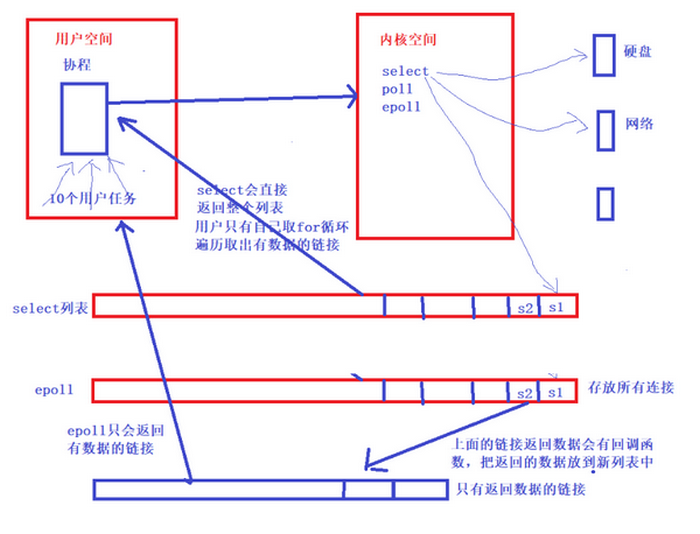 用户空间
协程
10个用户任务
内核空间
select
poll
epoll
硬盘
网络
select会直接
返回整个列表
用户只有自己取for循环
遍历取出有数据的链接
select列表
s2
s1
epoll
s2
s1
存放所有连接
epoll只会返回
有数据的链接
上面的链接返回数据会有回调函
数，把返回的数据放到新列表中
只有返回数据的链接